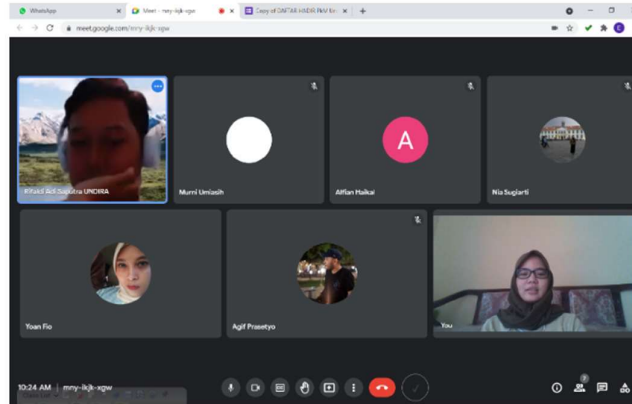 WhatsApp
Meet - mny-ikjk-xgw
Copy of DAFTAR HADIR
meet.google.com/mny-ikjk-xgw
Adi Saputra UNDIRA
Murni Umiasih
A
Alfian Haikal
Nia Sugiarti
Yoan Fio
Agif Prasetyo
You
10:24 AM | mny-ikjk-xgw
7